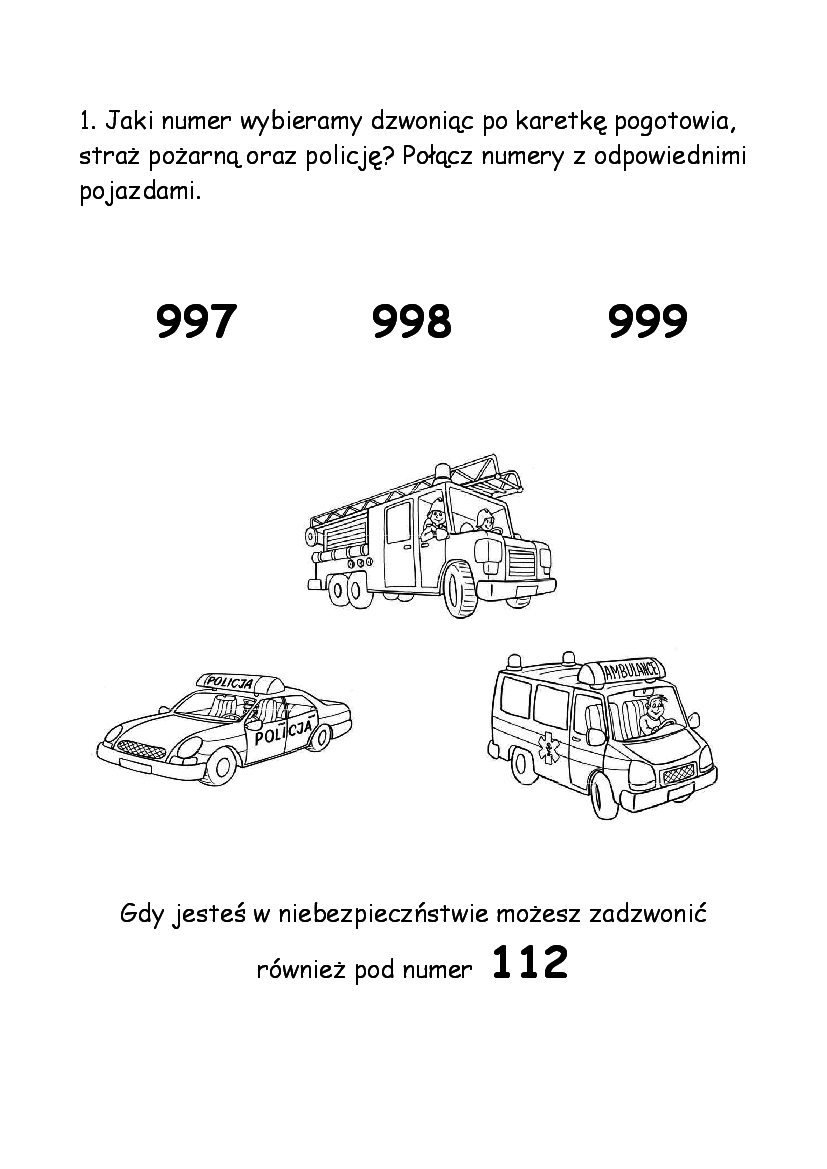 1. Jaki numer wybieramy dzwoniąc po karetkę pogotowia,
straż pożarną oraz policję? Połącz numery z odpowiednimi
pojazdami.
997 998 999
POLICJA
POLICJA
AMBULANCE
Gdy jesteś w niebezpieczństwie możesz zadzwonić
również pod numer 112